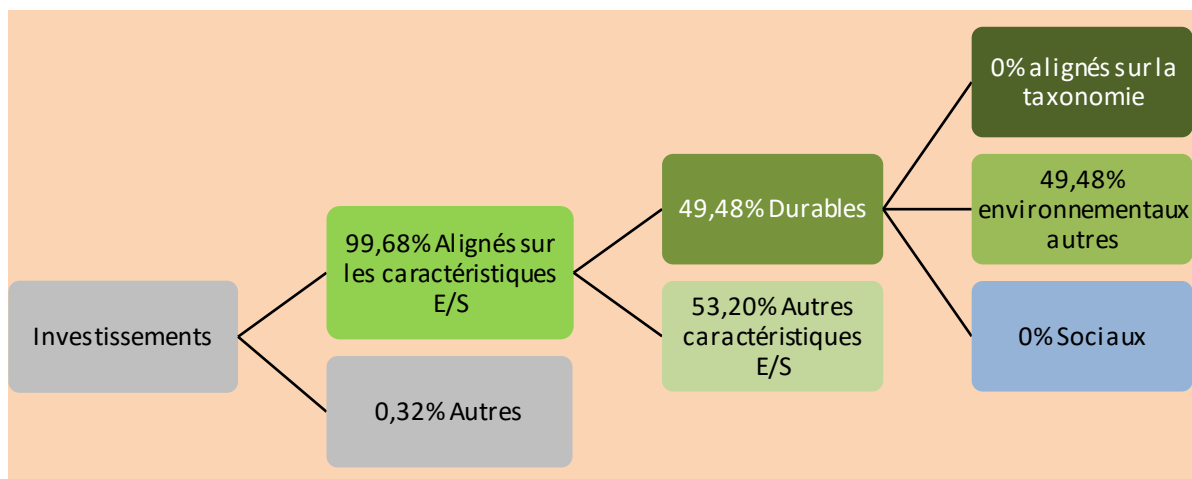 Investissements
99,68% Alignés sur
les caractéristiques
E/S
0,32% Autres
49,48% Durables
53,20% Autres
caractéristiques
E/S
0% alignés sur la
taxonomie
49,48%
environnementaux
autres
0% Sociaux